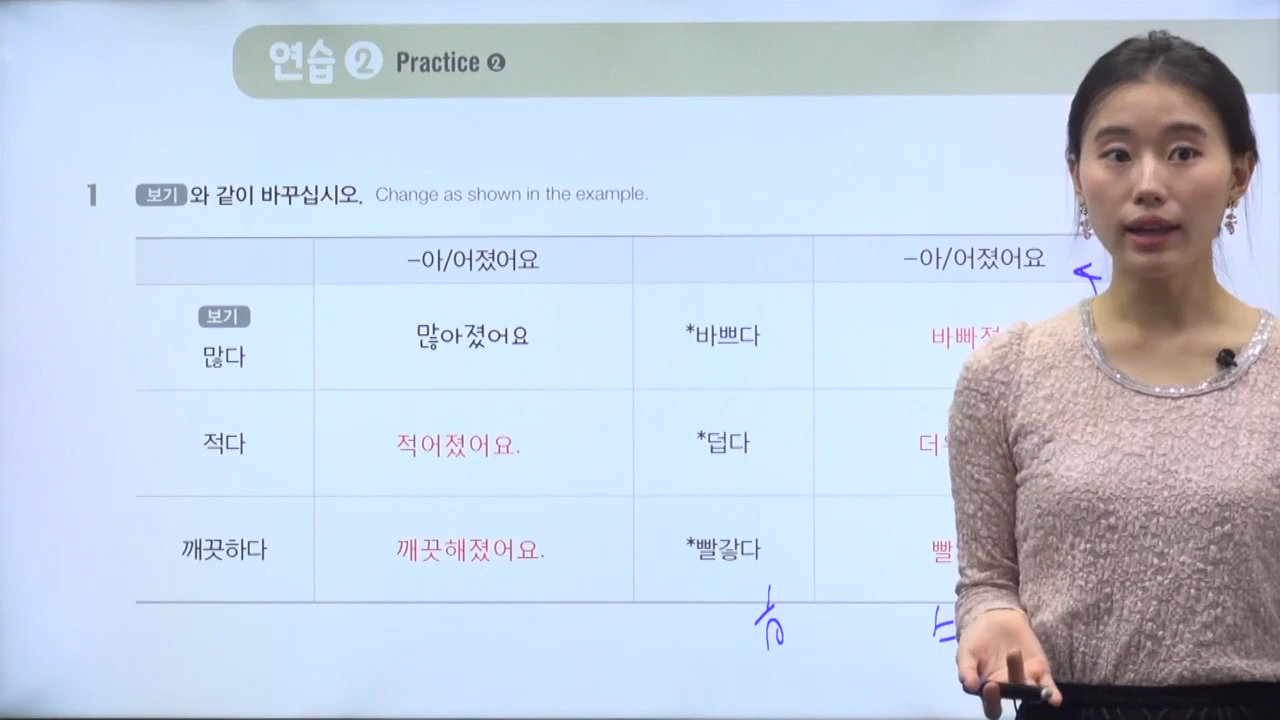 연습 2 Practice 2
1 보기와 같이 바꾸십시오. Change as shown in the example.
-아/어졌어요 -아/어졌어요
보기
많다 많아졌어요 *바쁘다 바빠
적다 적어졌어요. *덥다
깨끗하다 깨끗해졌어요. *빨갛다